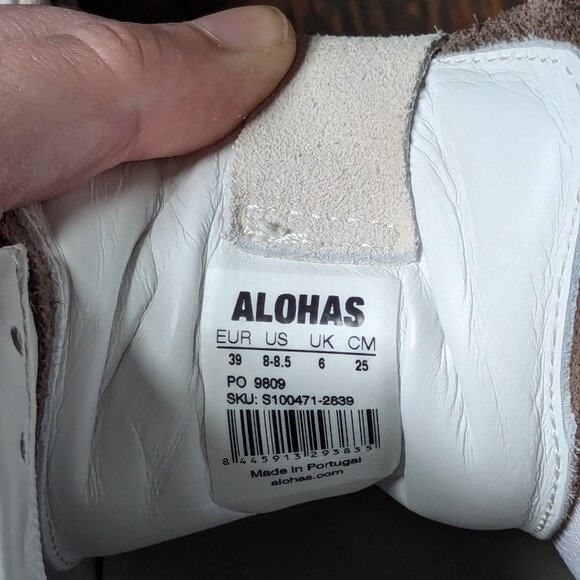 ALOHAS
EUR US UK CM
39 8-8.5 6 25
PO 9809
SKU: S100471-2839
8 445913 293835
Made in Portugal
alohas.com